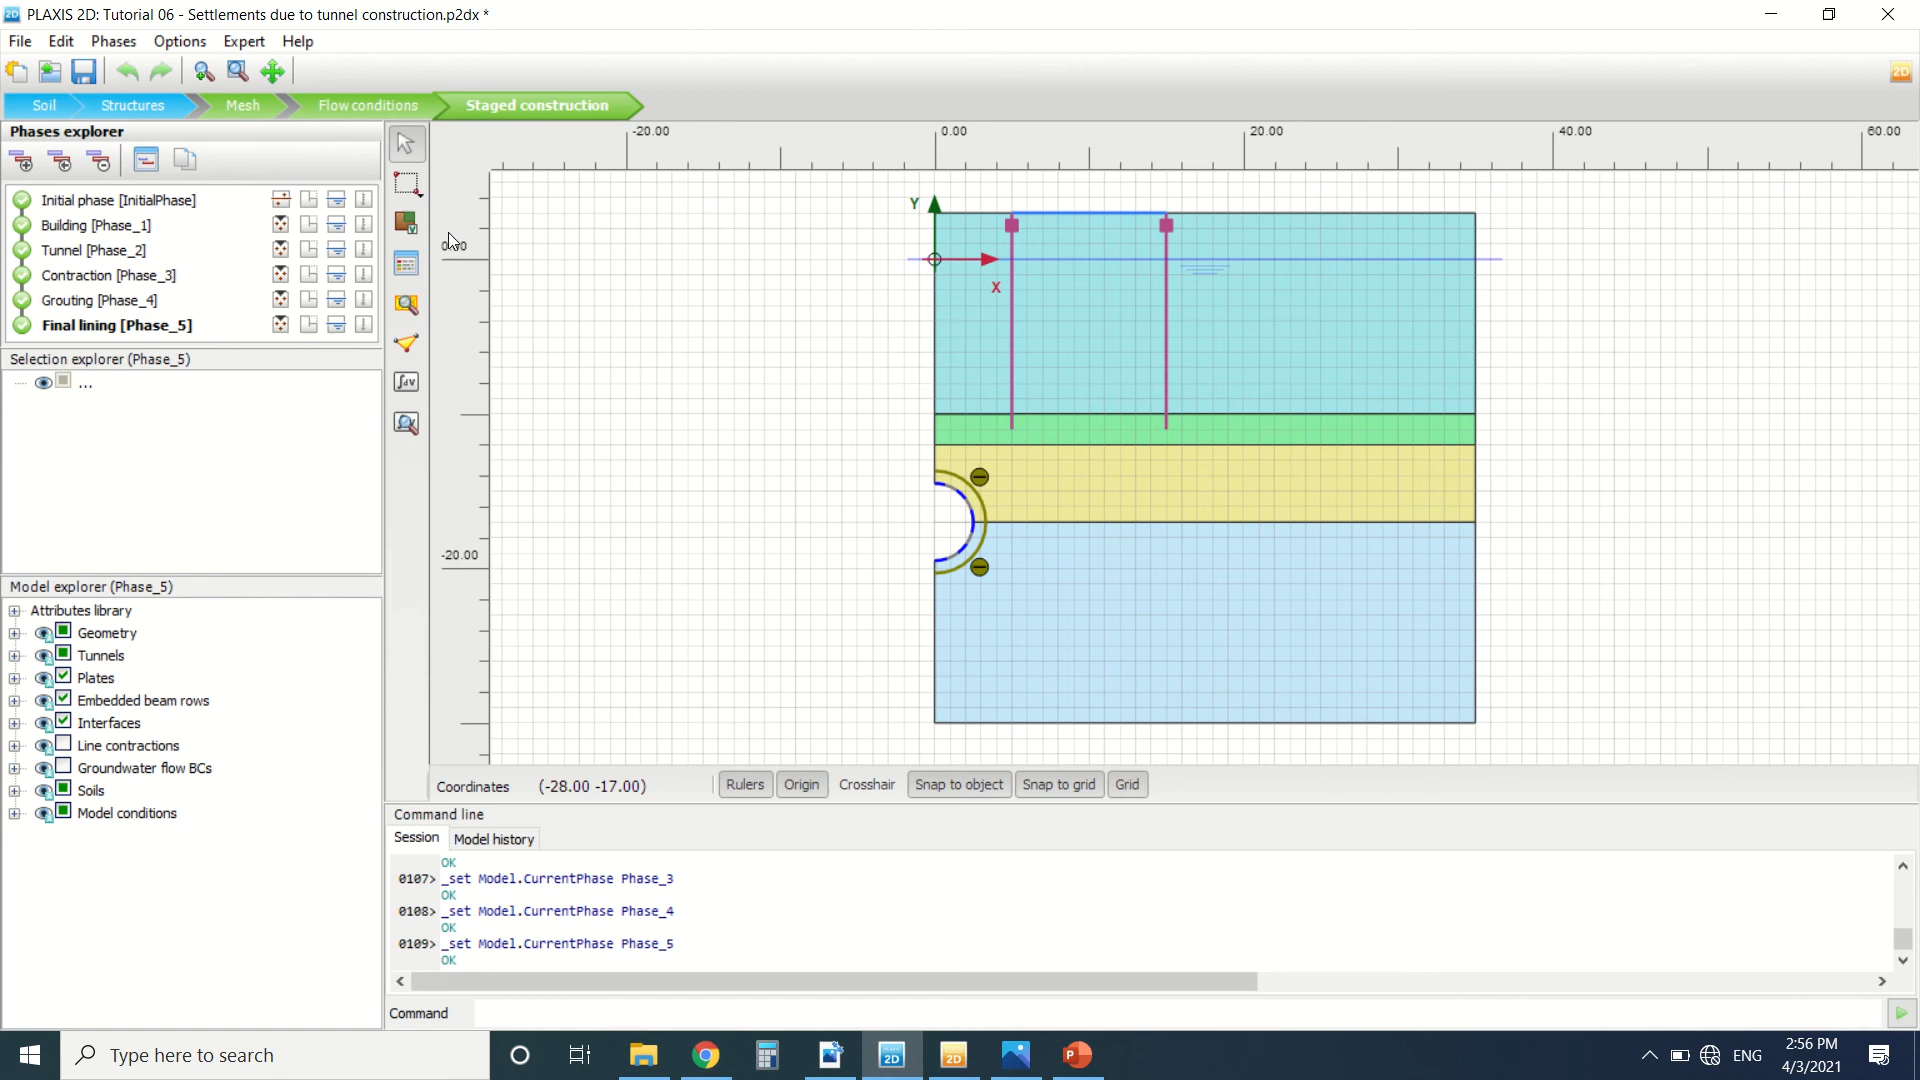 2D PLAXIS 2D: Tutorial 06 - Settlements due to tunnel construction.p2dx *
File Edit Phases Options Expert Help
2D
Soil Structures Mesh Flow conditions Staged construction
Phases explorer
-20.00 0.00 20.00 40.00 60.00
Initial phase [InitialPhase]
Building [Phase_1]
Tunnel [Phase_2]
Contraction [Phase_3]
Grouting [Phase_4]
Final lining [Phase_5]
Selection explorer (Phase_5)
...
Model explorer (Phase_5)
Attributes library
Geometry
Tunnels
Plates
Embedded beam rows
Interfaces
Line contractions
Groundwater flow BCs
Soils
Model conditions
∫dv
Y
X
-20.00
Coordinates (-28.00 -17.00) Rulers Origin Crosshair Snap to object Snap to grid Grid
Command line
Session Model history
OK
0107> _set Model.CurrentPhase Phase_3
OK
0108> _set Model.CurrentPhase Phase_4
OK
0109> _set Model.CurrentPhase Phase_5
OK
Command
Type here to search
2D 2D P
ENG
2:56 PM
4/3/2021